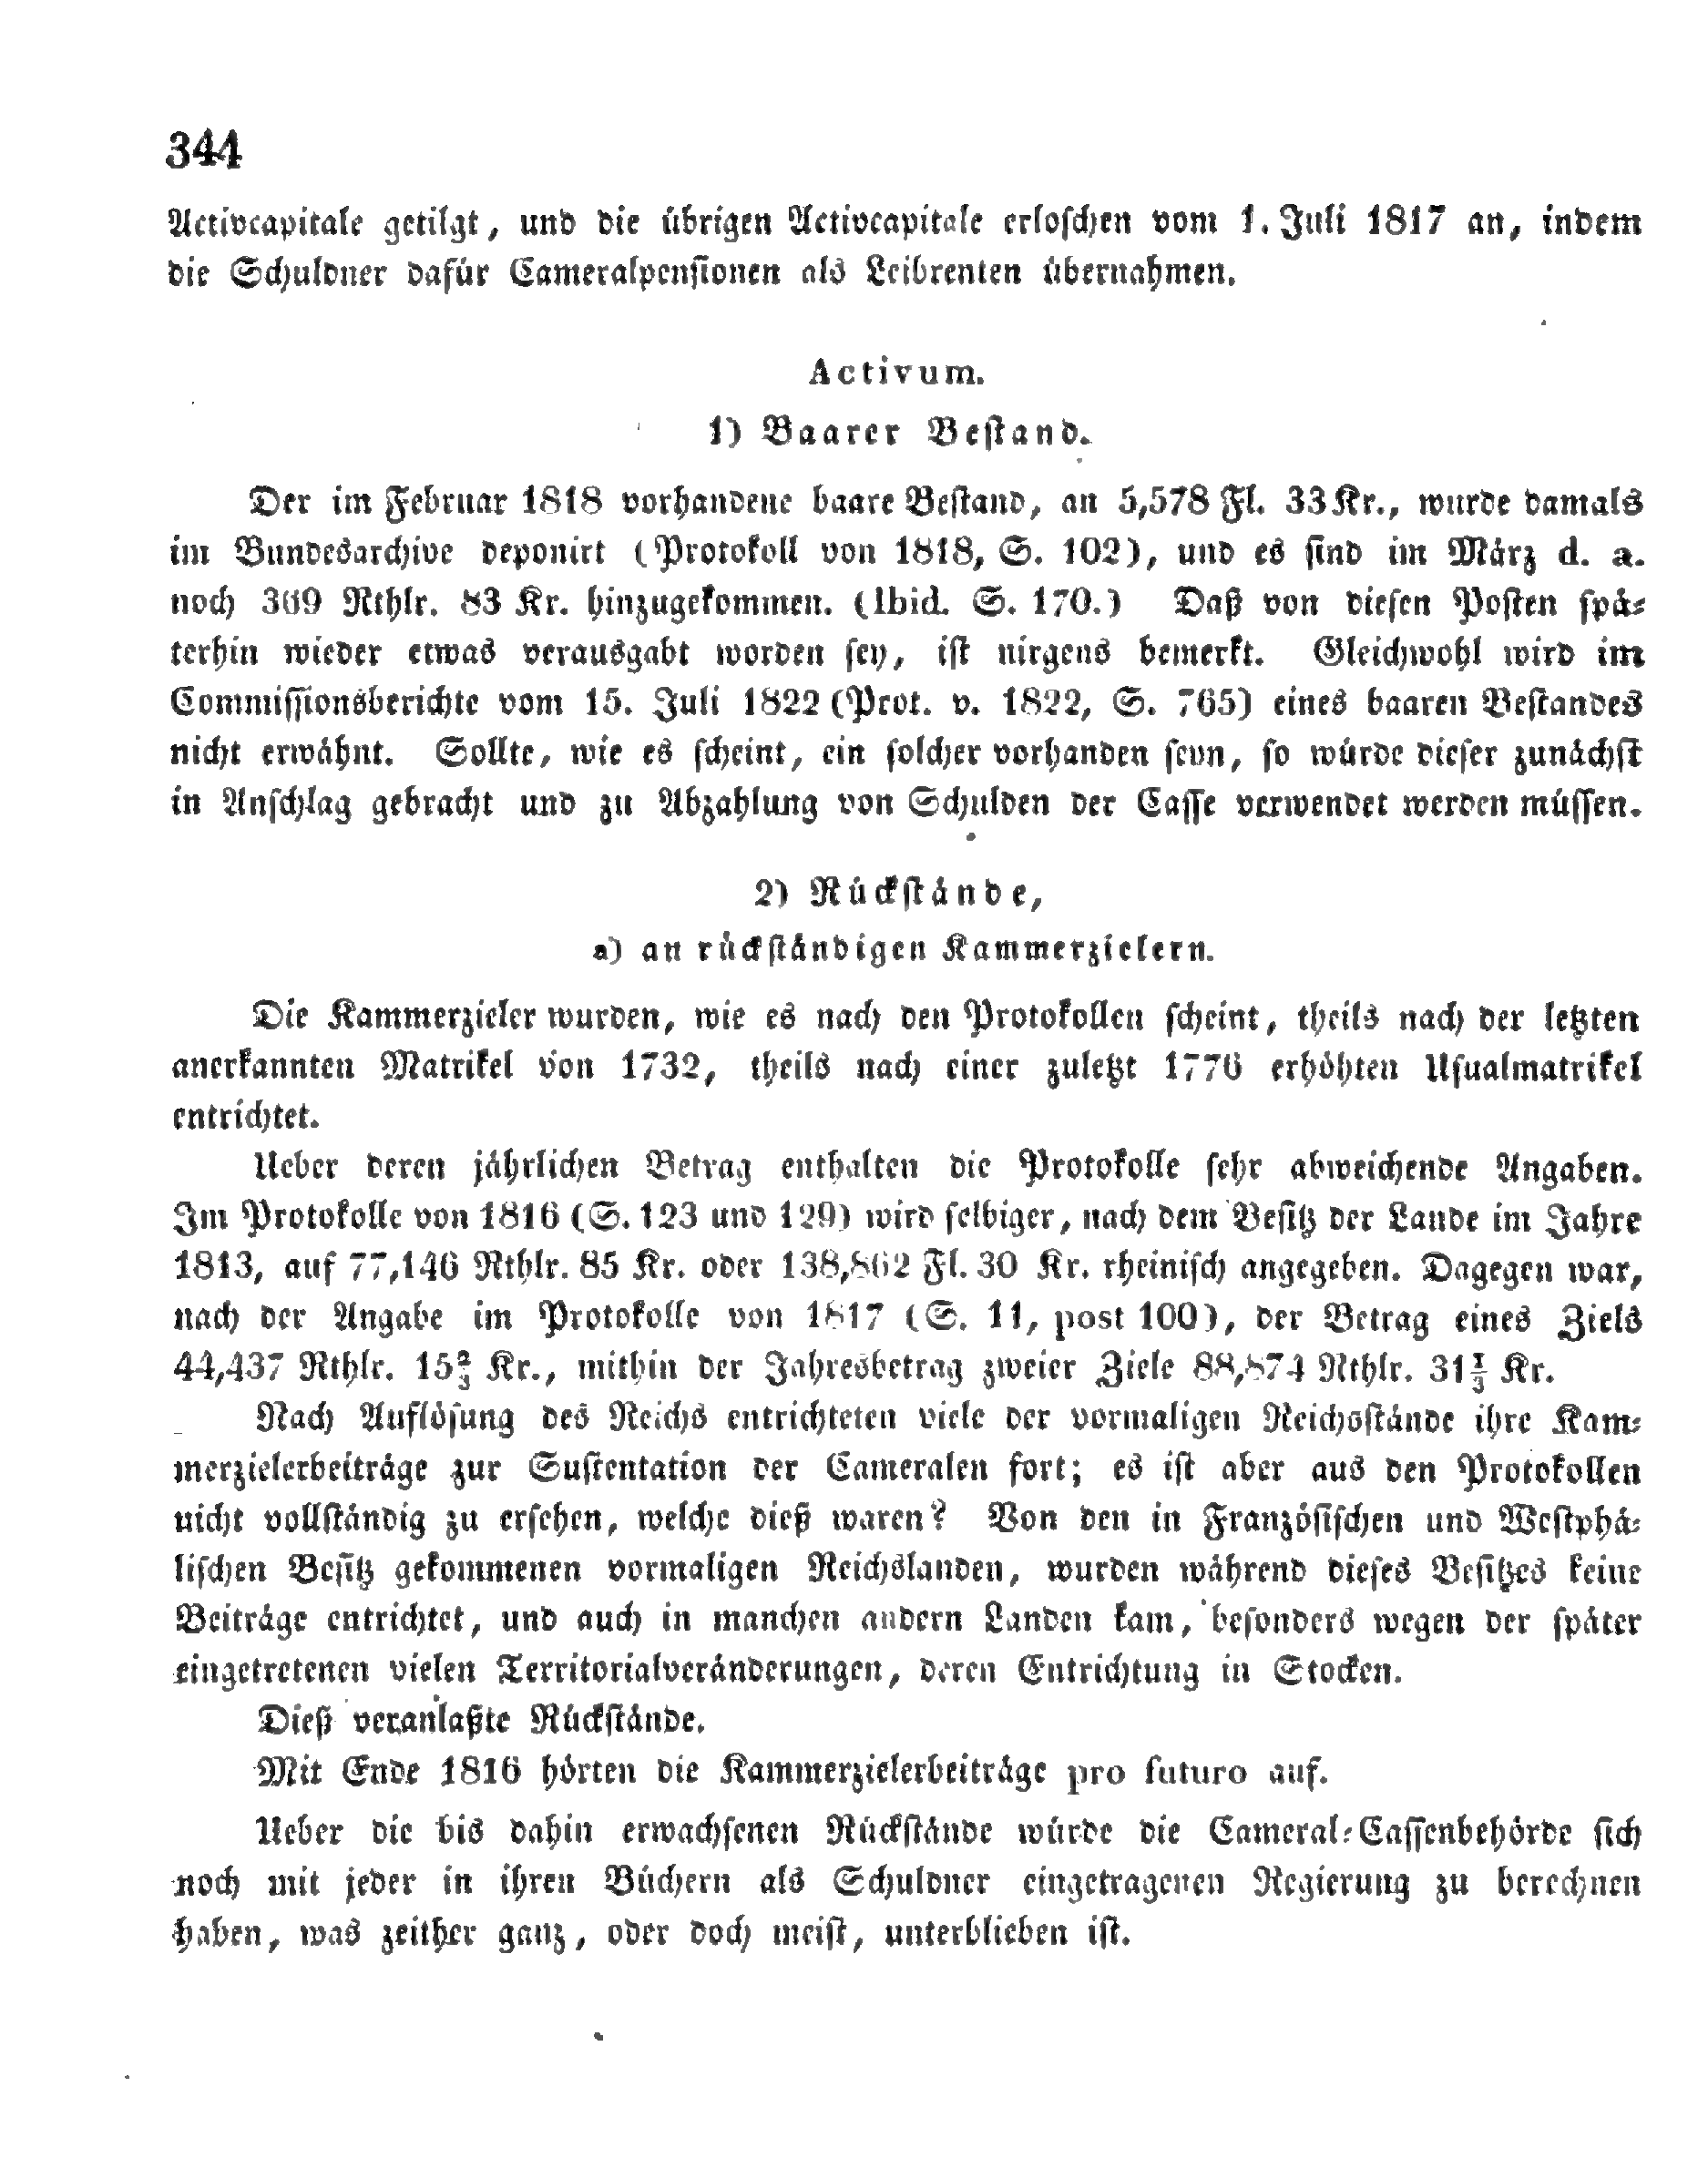 344
Activcapitale getilgt, und die übrigen Activcapitale erloschen vom 1. Juli 1817 an, indem
die Schuldner dafür Cameralpensionen als Leibrenten übernahmen.
Activum.
1) Baarer Bestand.
Der im Februar 1818 vorhandene baare Bestand, an 5,578 Fl. 33 Kr., wurde damals
im Bundesarchive deponirt (Protokoll von 1818, S. 102), und es sind im März d. a.
noch 369 Rthlr. 83 Kr. hinzugekommen. (Ibid. S. 170.) Daß von diesen Posten spä-
terhin wieder etwas verausgabt worden sey, ist nirgens bemerkt. Gleichwohl wird im
Commissionsberichte vom 15. Juli 1822 (Prot. v. 1822, S. 765) eines baaren Bestandes
nicht erwähnt. Sollte, wie es scheint, ein solcher vorhanden seyn, so würde dieser zunächst
in Anschlag gebracht und zu Abzahlung von Schulden der Casse verwendet werden müssen.
2) Rückstände,
a) an rückständigen Kammerzielern.
Die Kammerzieler wurden, wie es nach den Protokollen scheint, theils nach der letzten
anerkannten Matrikel von 1732, theils nach einer zuletzt 1776 erhöhten Usualmatrikel
entrichtet.
Ueber deren jährlichen Betrag enthalten die Protokolle sehr abweichende Angaben.
Im Protokolle von 1816 (S. 123 und 129) wird selbiger, nach dem Besitz der Lande im Jahre
1813, auf 77,146 Rthlr. 85 Kr. oder 138,862 Fl. 30 Kr. rheinisch angegeben. Dagegen war,
nach der Angabe im Protokolle von 1817 (S. 11, post 100), der Betrag eines Ziels
44,437 Rthlr. 15⅔ Kr., mithin der Jahresbetrag zweier Ziele 88,874 Rthlr. 31⅓ Kr.
Nach Auflösung des Reichs entrichteten viele der vormaligen Reichsstände ihre Kam-
merzielerbeiträge zur Sustentation der Cameralen fort; es ist aber aus den Protokollen
nicht vollständig zu ersehen, welche dieß waren? Von den in Französischen und Westphä-
lischen Besitz gekommenen vormaligen Reichslanden, wurden während dieses Besitzes keine
Beiträge entrichtet, und auch in manchen andern Landen kam, besonders wegen der später
eingetretenen vielen Territorialveränderungen, deren Entrichtung in Stocken.
Dieß veranlaßte Rückstände.
Mit Ende 1816 hörten die Kammerzielerbeiträge pro futuro auf.
Ueber die bis dahin erwachsenen Rückstände würde die Cameral-Cassenbehörde sich
noch mit jeder in ihren Büchern als Schuldner eingetragenen Regierung zu berechnen
haben, was zeither ganz, oder doch meist, unterblieben ist.